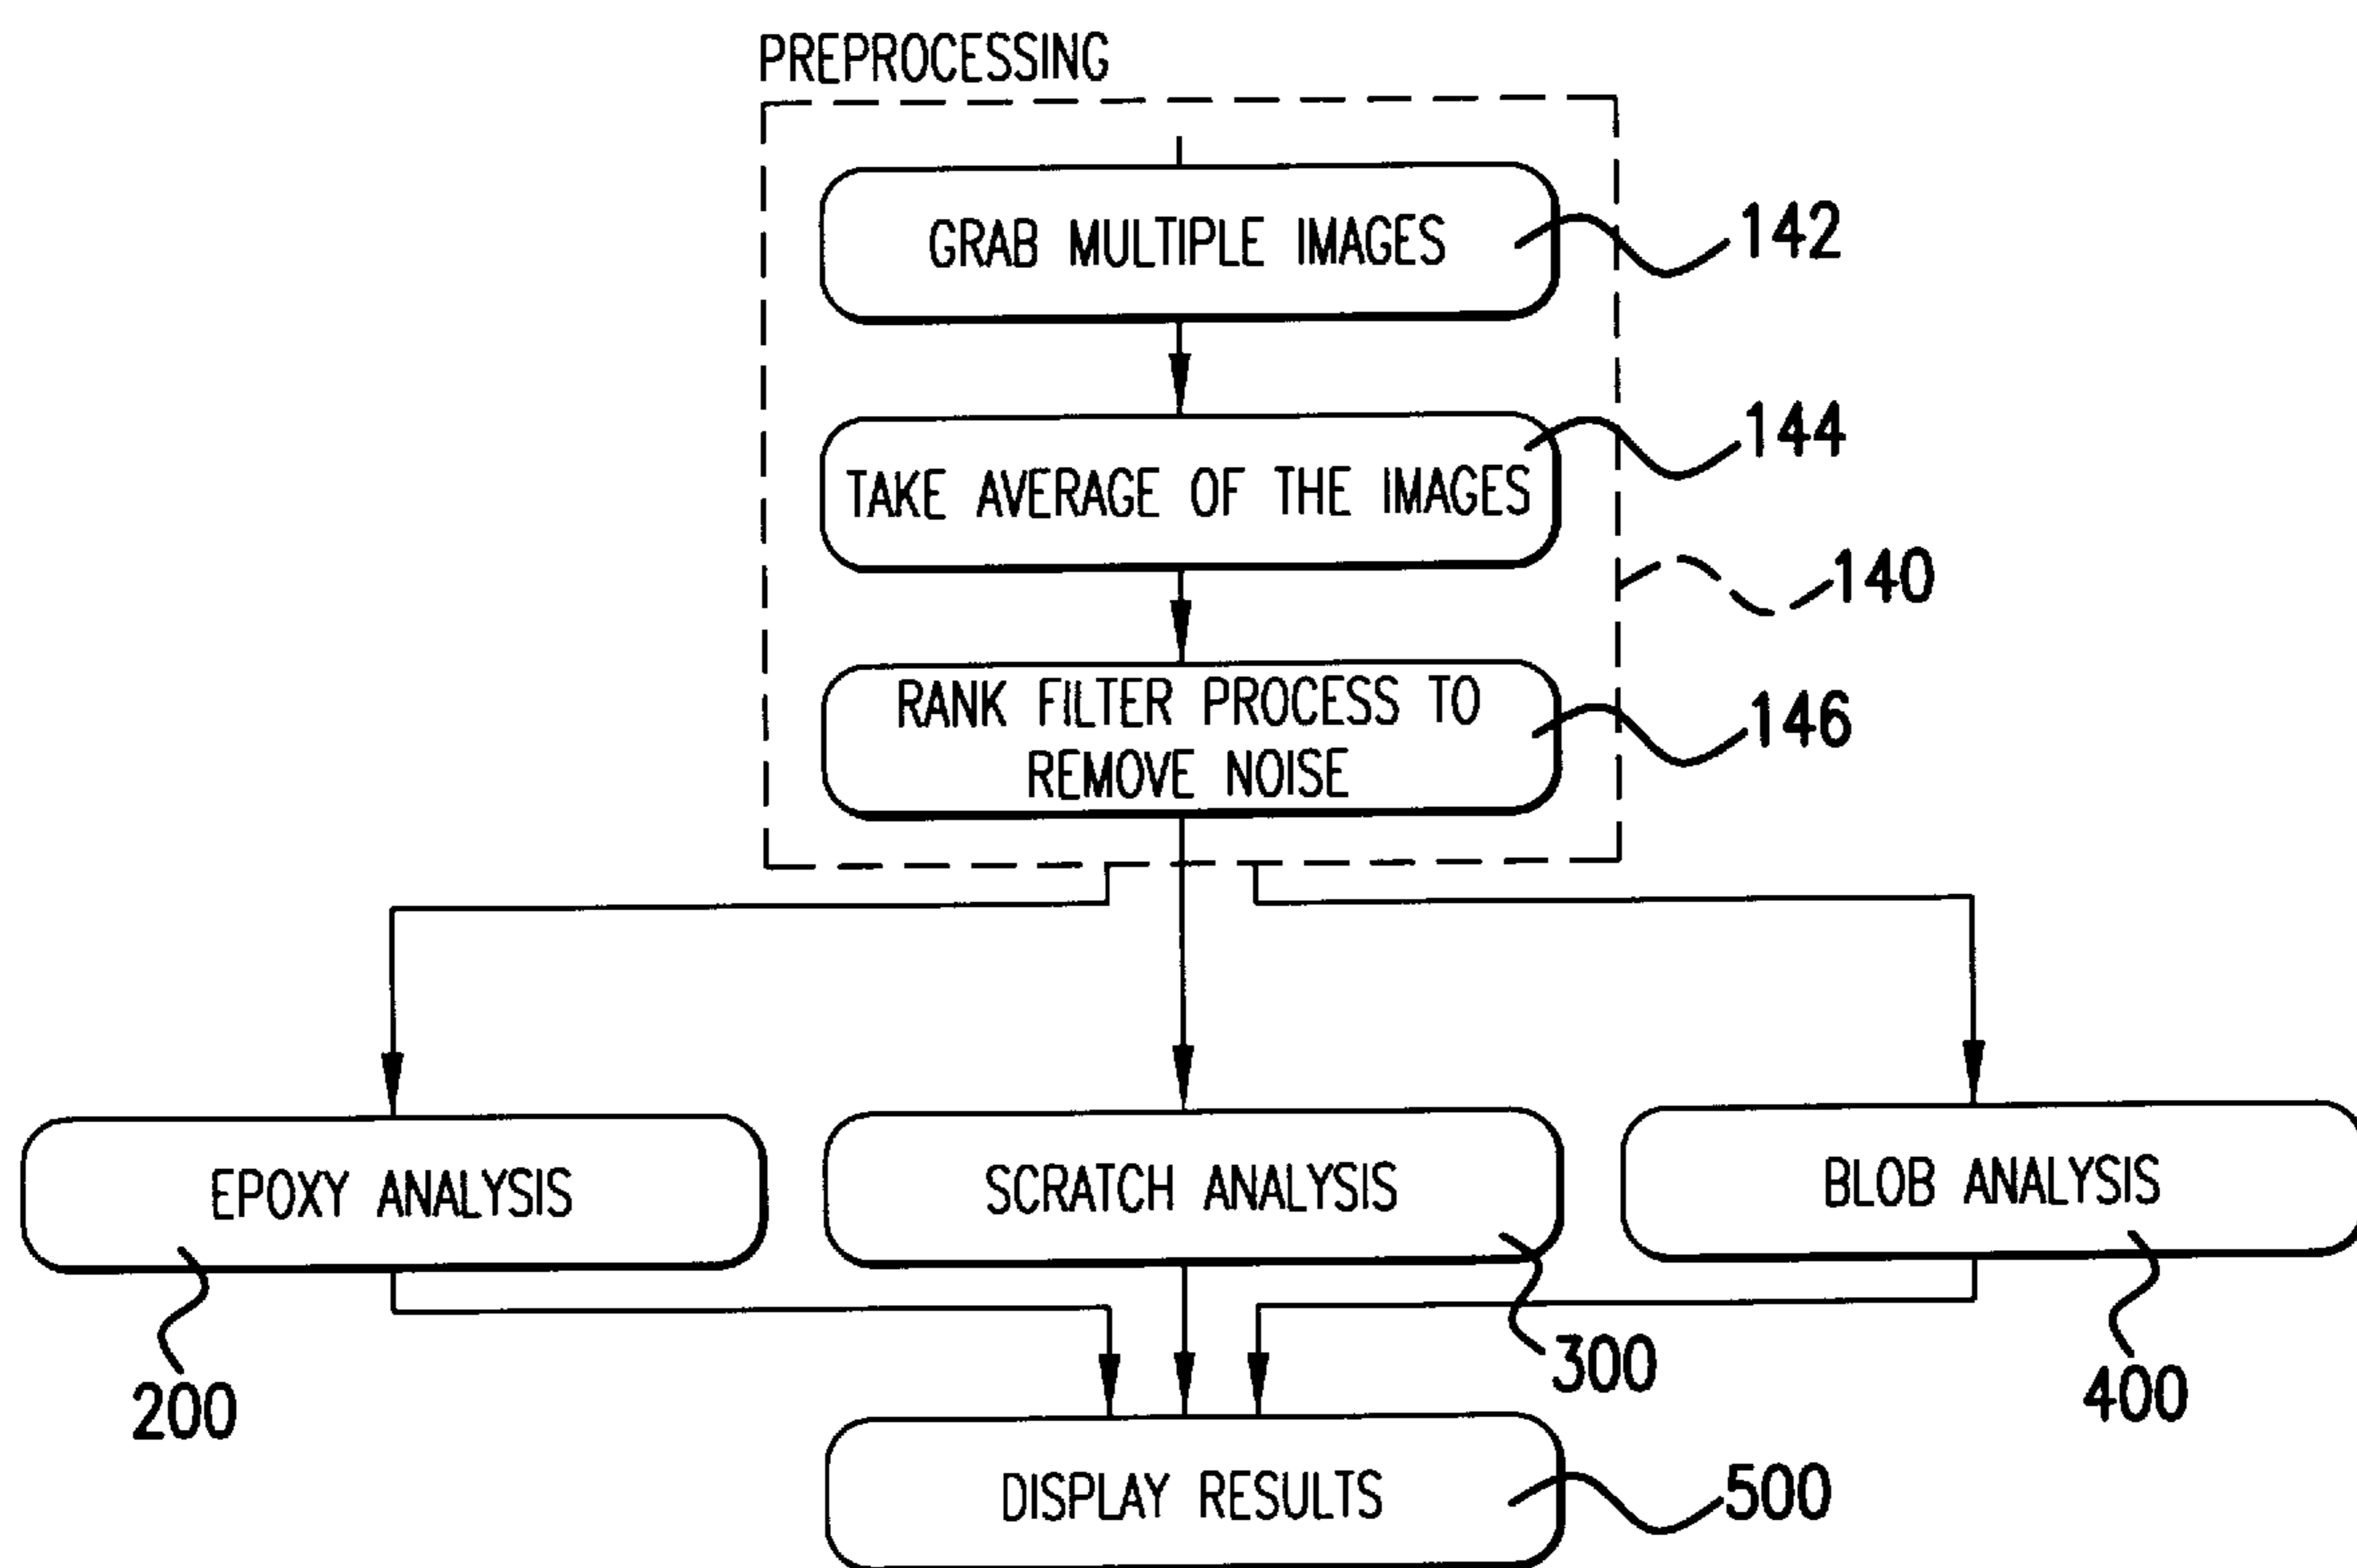 PREPROCESSING
GRAB MULTIPLE IMAGES
142
TAKE AVERAGE OF THE IMAGES
144
140
RANK FILTER PROCESS TO
REMOVE NOISE
146
EPOXY ANALYSIS
SCRATCH ANALYSIS
BLOB ANALYSIS
200
300
400
DISPLAY RESULTS
500